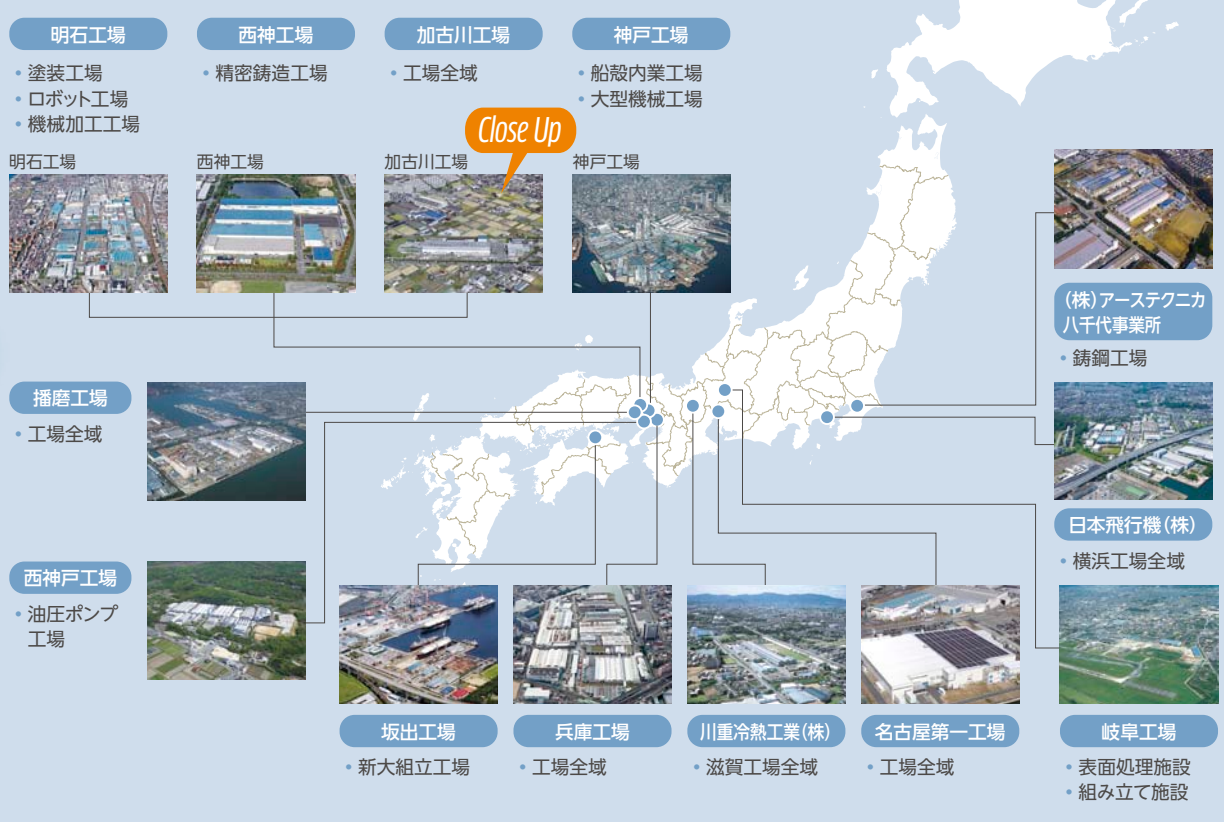 明石工場
・塗装工場
・ロボット工場
・機械加工工場
西神工場
・精密鋳造工場
加古川工場
・工場全域
神戸工場
・船殻内業工場
・大型機械工場
Close Up
明石工場
西神工場
加古川工場
神戸工場
(株)アーステクニカ
八千代事業所
・鋳鋼工場
播磨工場
・工場全域
日本飛行機(株)
・横浜工場全域
西神戸工場
・油圧ポンプ
工場
坂出工場
・新大組立工場
兵庫工場
・工場全域
川重冷熱工業(株)
・滋賀工場全域
名古屋第一工場
・工場全域
岐阜工場
・表面処理施設
・組み立て施設